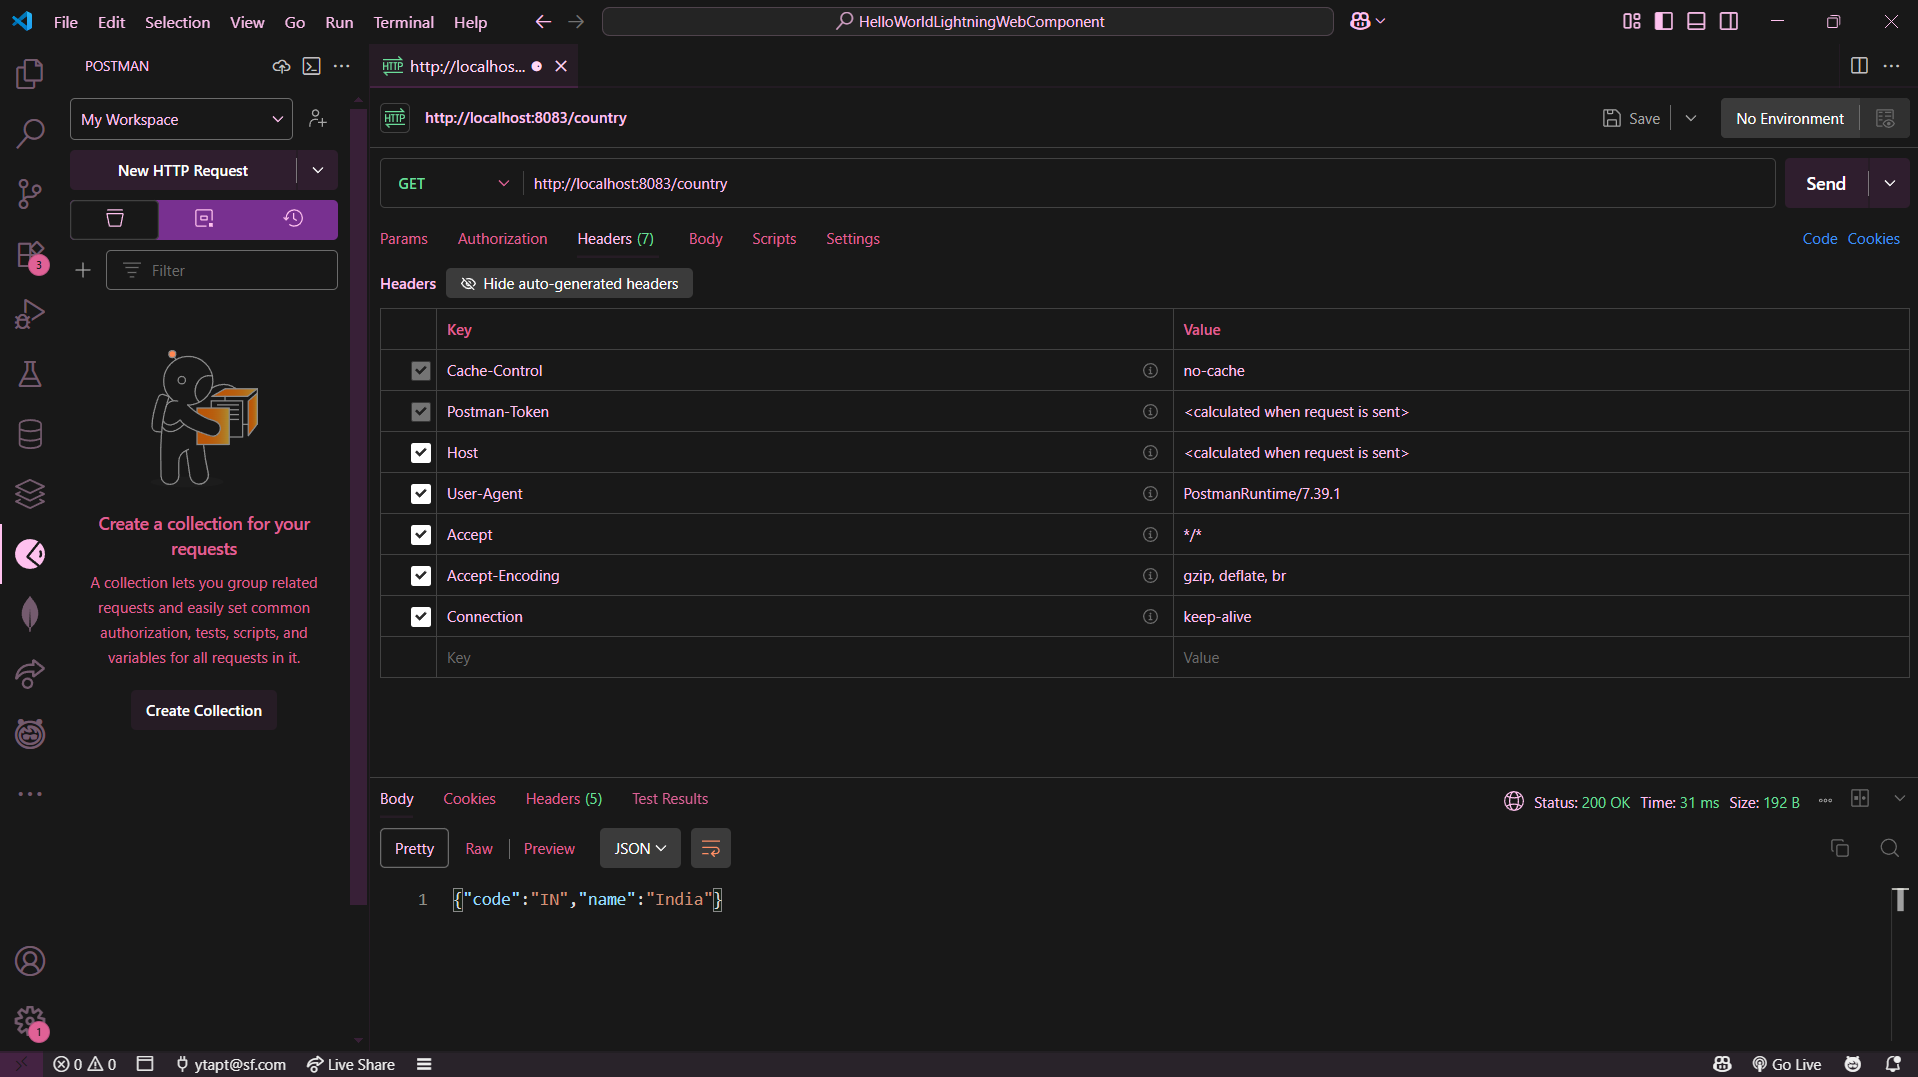 File Edit Selection View Go Run Terminal Help
HelloWorldLightningWebComponent
POSTMAN
HTTP http://localhos...
My Workspace
HTTP http://localhost:8083/country
Save
No Environment
New HTTP Request
GET http://localhost:8083/country
Send
Params Authorization Headers (7) Body Scripts Settings
Code Cookies
3
Filter
Headers Hide auto-generated headers
Key Value
Cache-Control no-cache
Postman-Token <calculated when request is sent>
Host <calculated when request is sent>
User-Agent PostmanRuntime/7.39.1
Accept */*
Accept-Encoding gzip, deflate, br
Connection keep-alive
Key Value
Create a collection for your
requests
A collection lets you group related
requests and easily set common
authorization, tests, scripts, and
variables for all requests in it.
Create Collection
Body Cookies Headers (5) Test Results
Status: 200 OK Time: 31 ms Size: 192 B
Pretty Raw Preview JSON
1 {"code":"IN","name":"India"}
1
0 0 ytapt@sf.com Live Share
Go Live